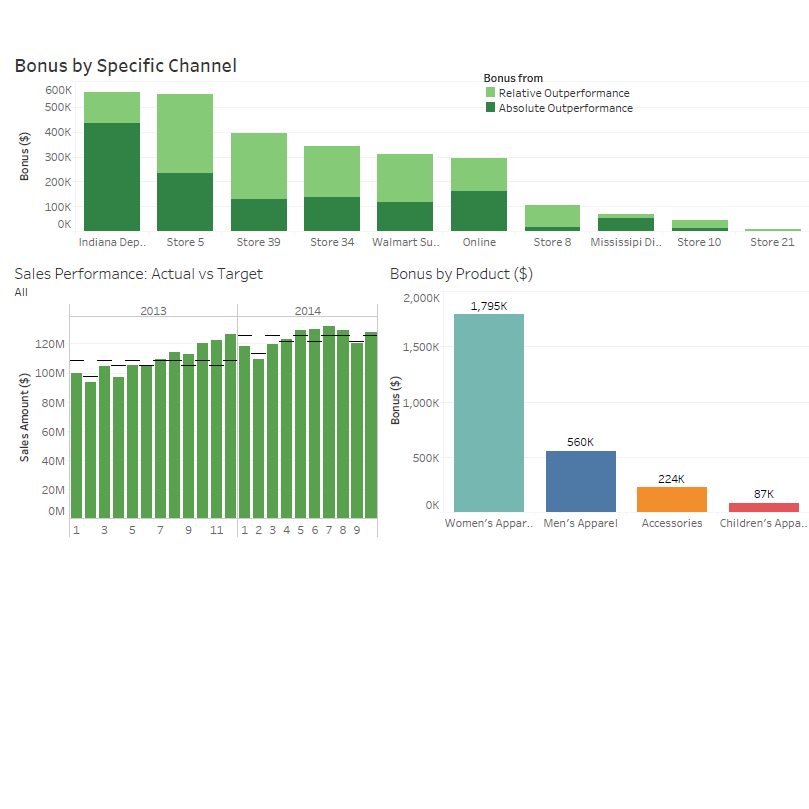 Bonus by Specific Channel
Bonus from
Relative Outperformance
Absolute Outperformance
Bonus ($)
600K
500K
400K
300K
200K
100K
0K
Indiana Dep.. Store 5 Store 39 Store 34 Walmart Su.. Online Store 8 Mississipi Di.. Store 10 Store 21
Sales Performance: Actual vs Target
All
2013 2014
Sales Amount ($)
120M
100M
80M
60M
40M
20M
0M
1 3 5 7 9 11 1 2 3 4 5 6 7 8 9
Bonus by Product ($)
Bonus ($)
2,000K
1,500K
1,000K
500K
0K
1,795K
560K
224K
87K
Women's Appar.. Men's Apparel Accessories Children's Appa..